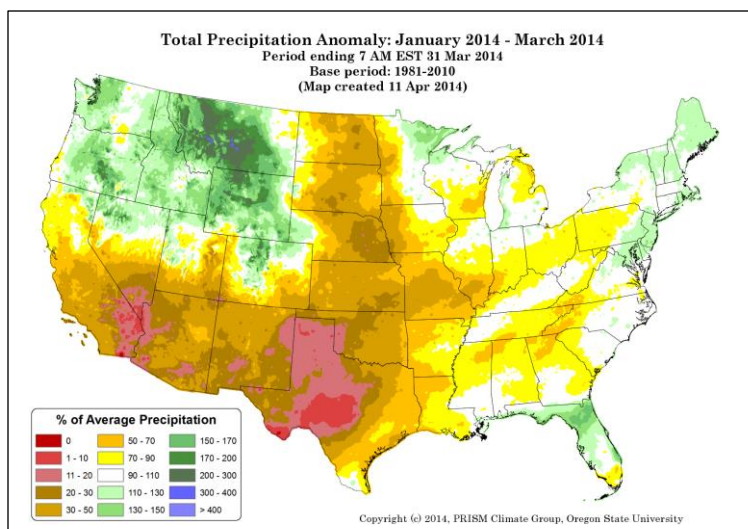 Total Precipitation Anomaly: January 2014 - March 2014
Period ending 7 AM EST 31 Mar 2014
Base period: 1981-2010
(Map created 11 Apr 2014)
% of Average Precipitation
0 50 - 70 150 - 170
1 - 10 70 - 90 170 - 200
11 - 20 90 - 110 200 - 300
20 - 30 110 - 130 300 - 400
30 - 50 130 - 150 > 400
Copyright (c) 2014, PRISM Climate Group, Oregon State University